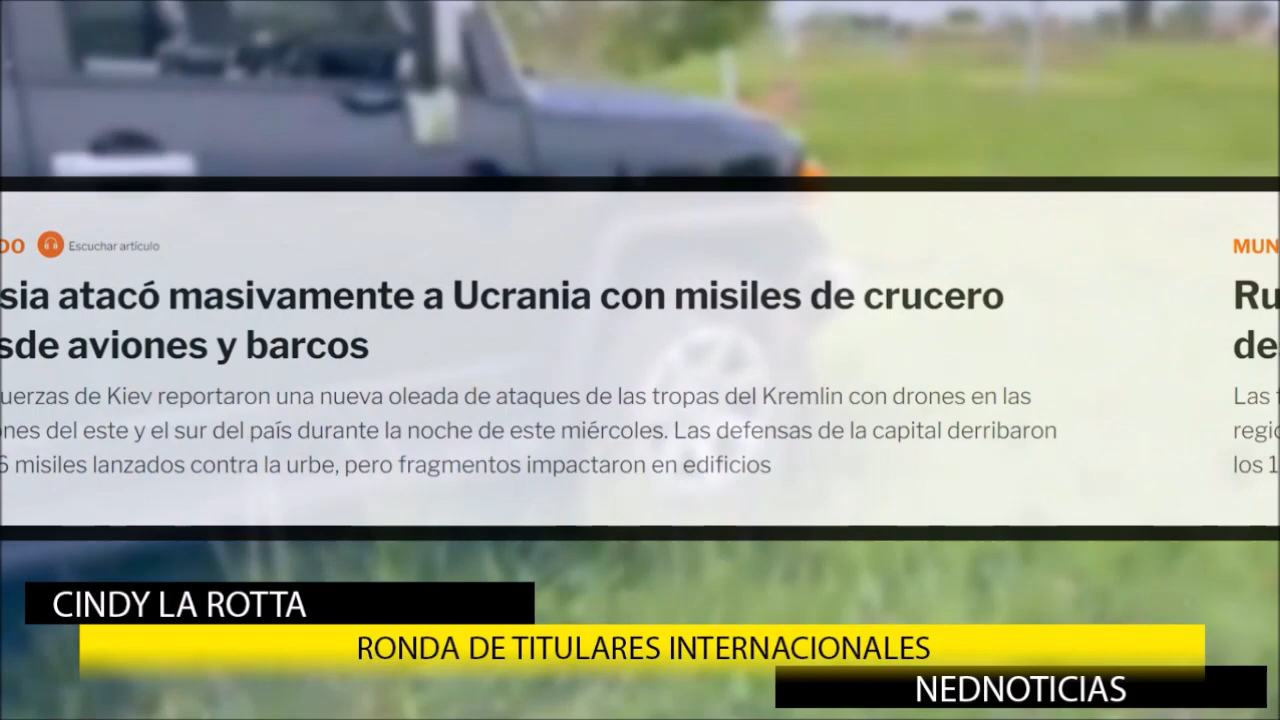 DO Escuchar artículo MUN
sia atacó masivamente a Ucrania con misiles de crucero Ru
sde aviones y barcos de
uerzas de Kiev reportaron una nueva oleada de ataques de las tropas del Kremlin con drones en las Las
nes del este y el sur del país durante la noche de este miércoles. Las defensas de la capital derribaron regi
6 misiles lanzados contra la urbe, pero fragmentos impactaron en edificios los 1
CINDY LA ROTTA
RONDA DE TITULARES INTERNACIONALES
NEDNOTICIAS